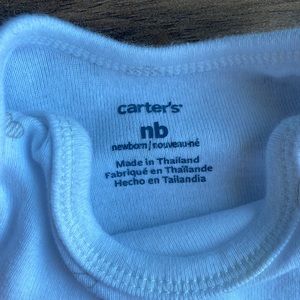 carter's
nb
newborn / nouveau-né
Made in Thailand
Fabriqué en Thaïlande
Hecho en Tailandia